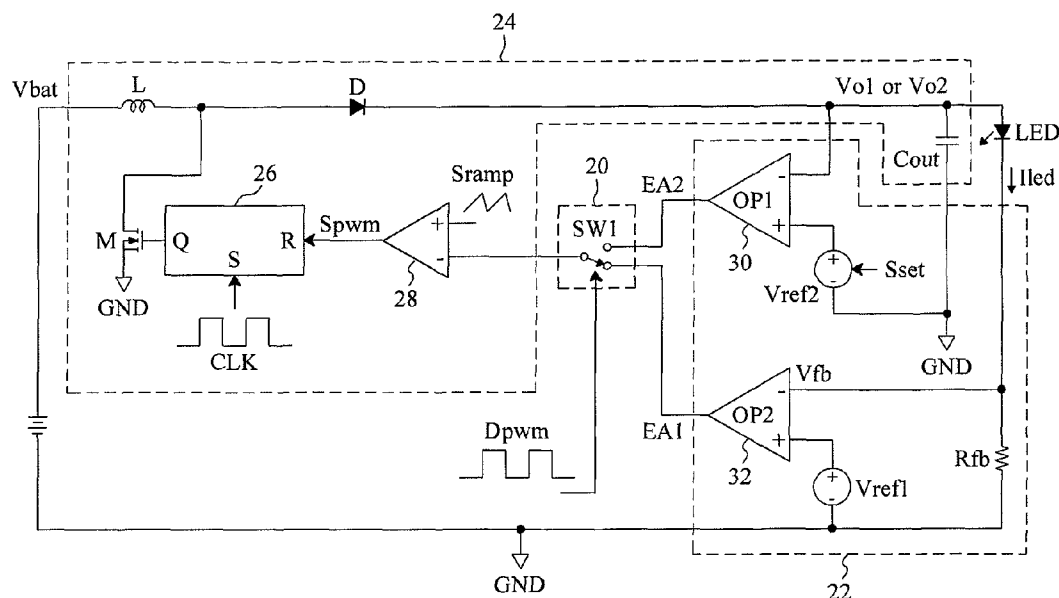 24
Vbat
L
D
Vo1 or Vo2
LED
Cout
Iled
26
Sramp
20
EA2
OP1
-
+
30
M
Q
R
S
Spwm
+
-
28
SW1
+
-
Sset
Vref2
GND
CLK
GND
Vfb
OP2
-
+
EA1
32
Dpwm
Rfb
+
-
Vref1
GND
22